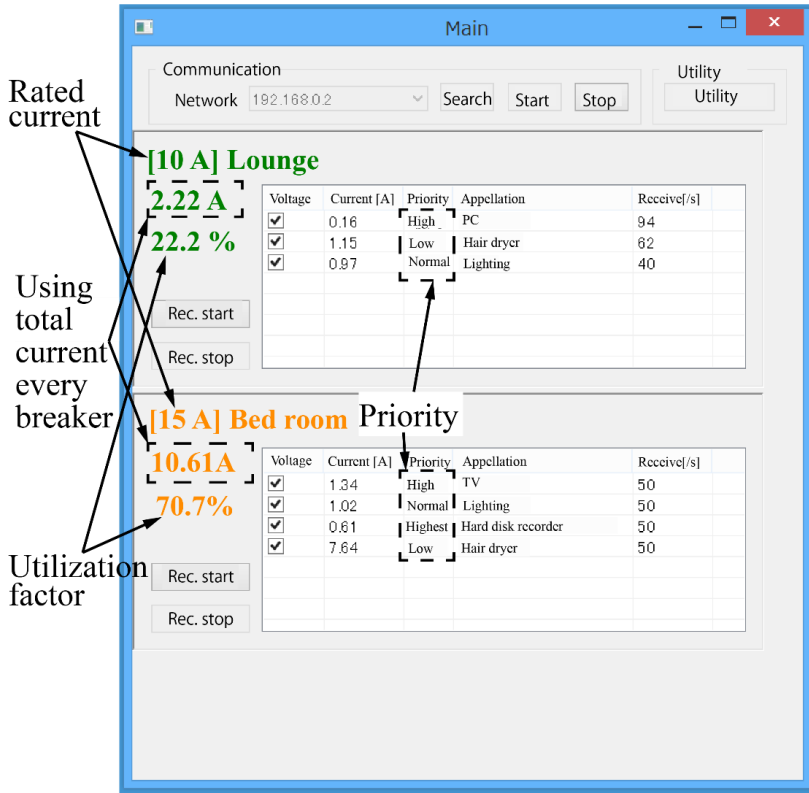 Main
Communication
Network 192.168.0.2 Search Start Stop
Utility
Utility
Rated
current
[10 A] Lounge
2.22 A
22.2 %
Voltage Current [A] Priority Appellation Receive[/s]
0.16 High PC 94
1.15 Low Hair dryer 62
0.97 Normal Lighting 40
Rec. start
Rec. stop
Using
total
current
every
breaker
Priority
[15 A] Bed room
10.61A
70.7%
Voltage Current [A] Priority Appellation Receive[/s]
1.34 High TV 50
1.02 Normal Lighting 50
0.61 Highest Hard disk recorder 50
7.64 Low Hair dryer 50
Utilization
factor
Rec. start
Rec. stop